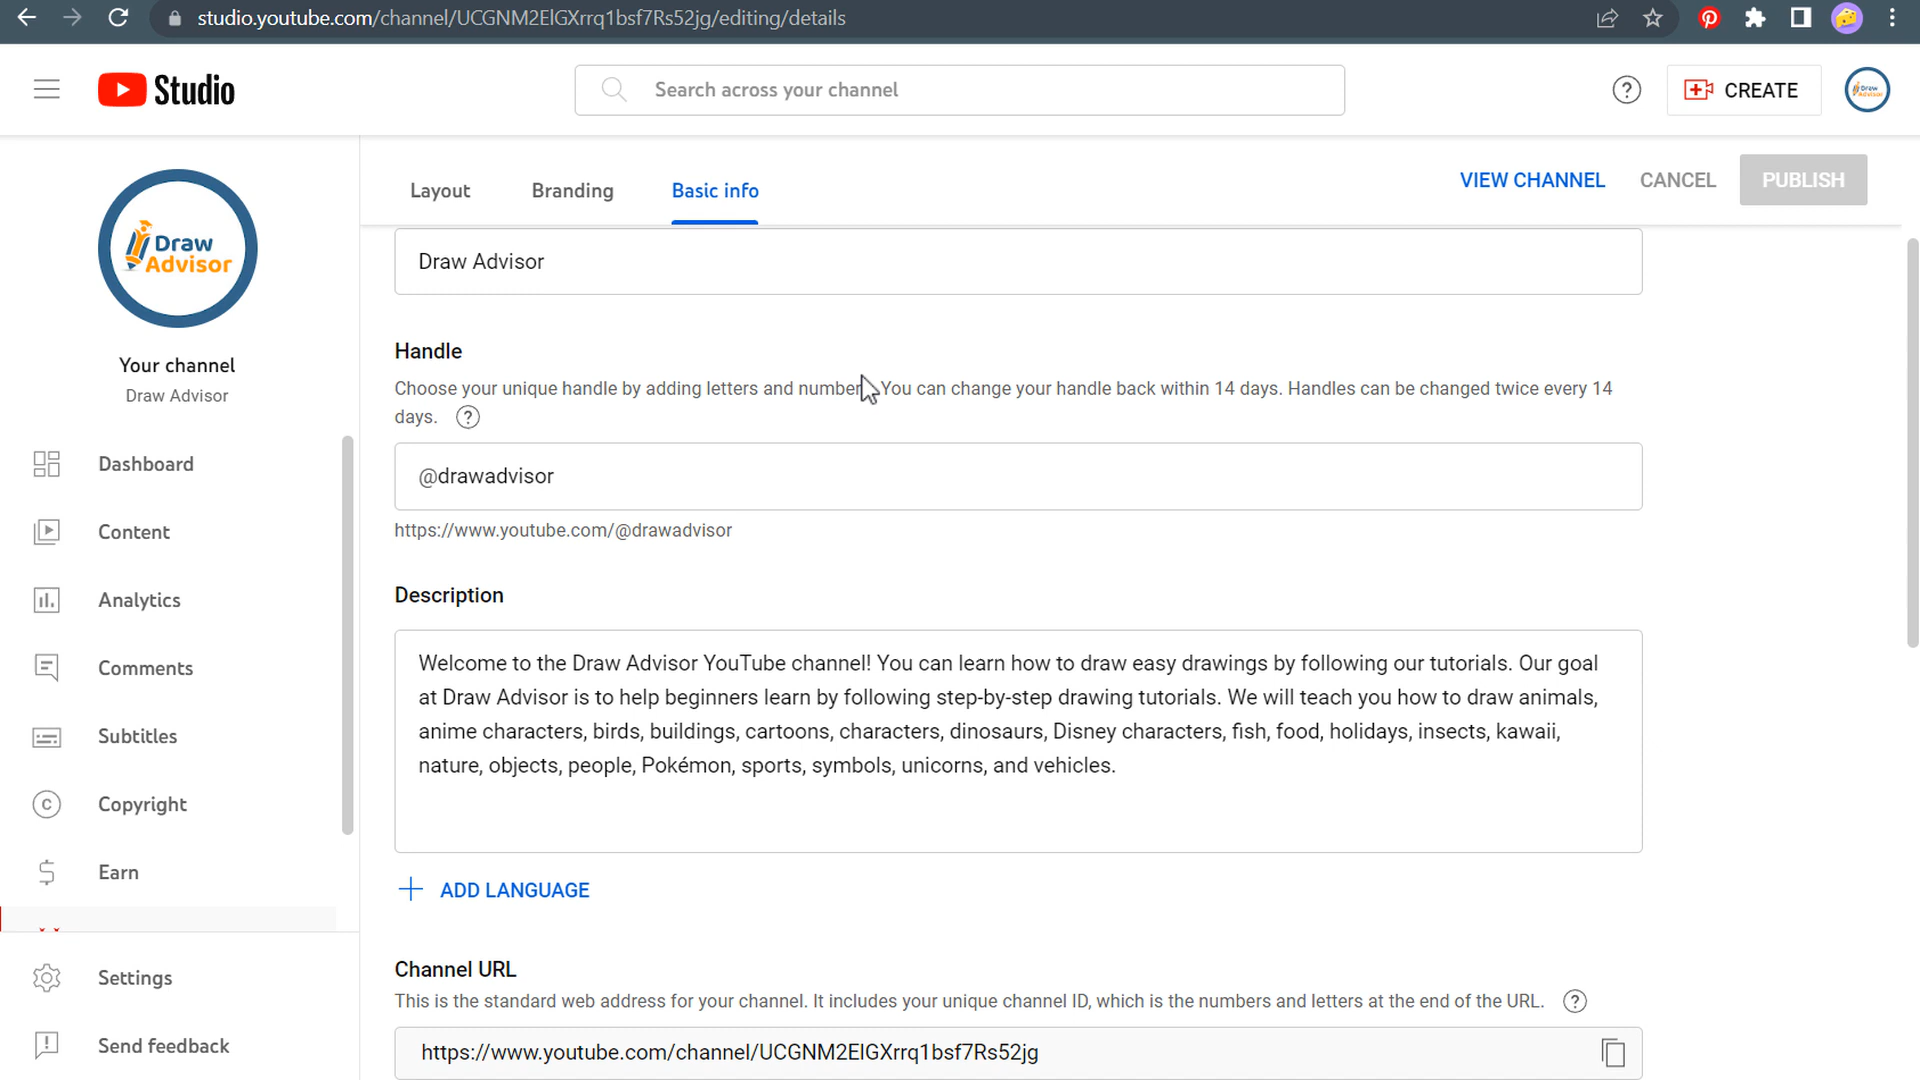 studio.youtube.com/channel/UCGNM2ElGXrrq1bsf7Rs52jg/editing/details
Studio
Search across your channel
CREATE
Draw
Advisor
Layout
Branding
Basic info
VIEW CHANNEL
CANCEL
PUBLISH
Draw
Advisor
Your channel
Draw Advisor
Dashboard
Content
Analytics
Comments
Subtitles
Copyright
Earn
Settings
Send feedback
Draw Advisor
Handle
Choose your unique handle by adding letters and number You can change your handle back within 14 days. Handles can be changed twice every 14
days.
@drawadvisor
https://www.youtube.com/@drawadvisor
Description
Welcome to the Draw Advisor YouTube channel! You can learn how to draw easy drawings by following our tutorials. Our goal
at Draw Advisor is to help beginners learn by following step-by-step drawing tutorials. We will teach you how to draw animals,
anime characters, birds, buildings, cartoons, characters, dinosaurs, Disney characters, fish, food, holidays, insects, kawaii,
nature, objects, people, Pokémon, sports, symbols, unicorns, and vehicles.
ADD LANGUAGE
Channel URL
This is the standard web address for your channel. It includes your unique channel ID, which is the numbers and letters at the end of the URL.
https://www.youtube.com/channel/UCGNM2ElGXrrq1bsf7Rs52jg